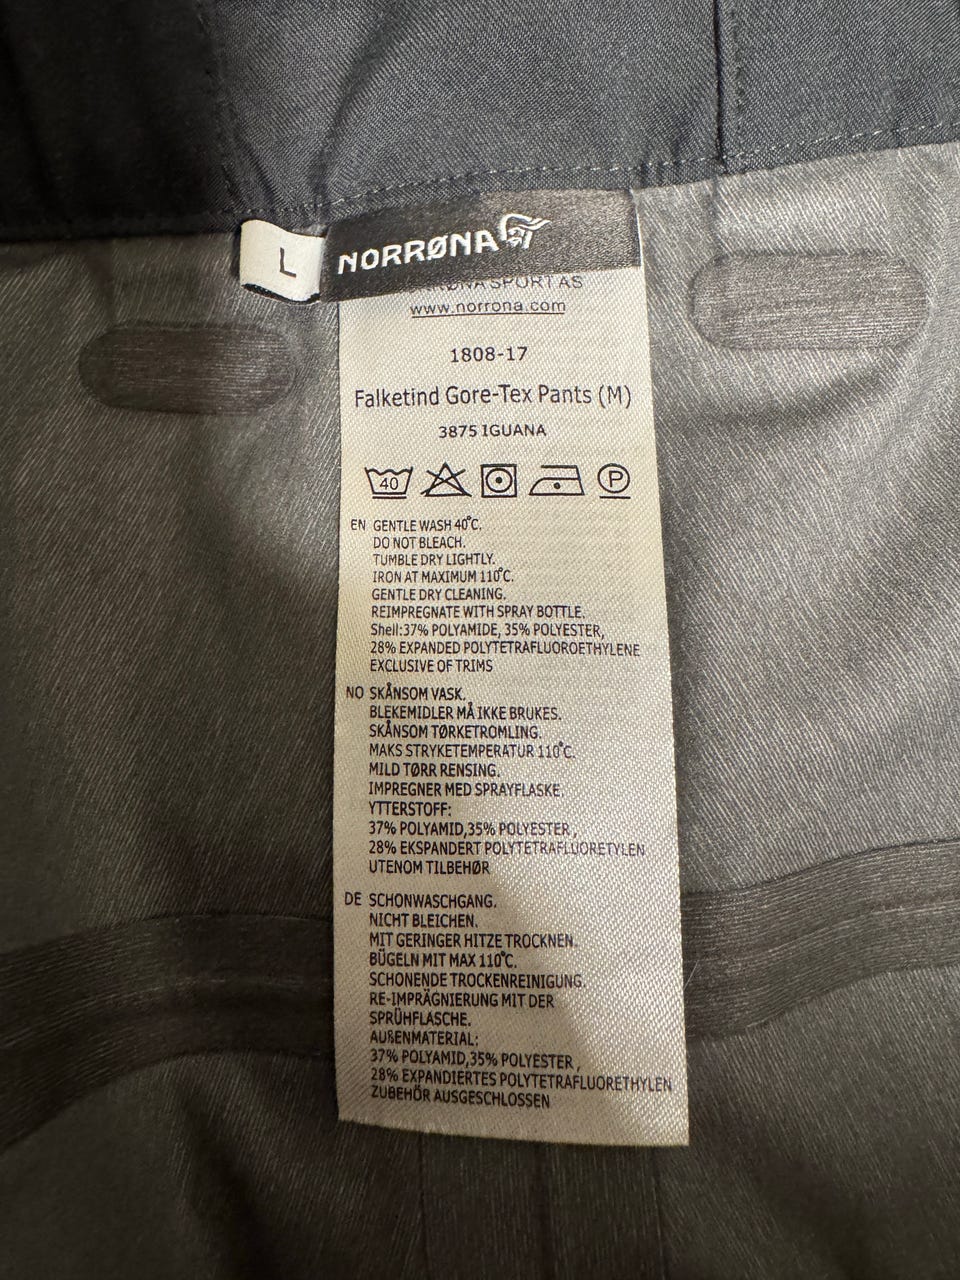 L
NORRØNA
NORRØNA SPORT AS
www.norrona.com
1808-17
Falketind Gore-Tex Pants (M)
3875 IGUANA
40 P
EN GENTLE WASH 40°C.
DO NOT BLEACH.
TUMBLE DRY LIGHTLY.
IRON AT MAXIMUM 110°C.
GENTLE DRY CLEANING.
REIMPREGNATE WITH SPRAY BOTTLE.
Shell:37% POLYAMIDE, 35% POLYESTER,
28% EXPANDED POLYTETRAFLUOROETHYLENE
EXCLUSIVE OF TRIMS
NO SKÅNSOM VASK.
BLEKEMIDLER MÅ IKKE BRUKES.
SKÅNSOM TØRKETROMLING.
MAKS STRYKETEMPERATUR 110°C.
MILD TØRR RENSING.
IMPREGNER MED SPRAYFLASKE.
YTTERSTOFF:
37% POLYAMID,35% POLYESTER,
28% EKSPANDERT POLYTETRAFLUORETYLEN
UTENOM TILBEHØR
DE SCHONWASCHGANG.
NICHT BLEICHEN.
MIT GERINGER HITZE TROCKNEN.
BÜGELN MIT MAX 110°C.
SCHONENDE TROCKENREINIGUNG.
RE-IMPRÄGNIERUNG MIT DER
SPRÜHFLASCHE.
AUßENMATERIAL:
37% POLYAMID,35% POLYESTER,
28% EXPANDIERTES POLYTETRAFLUORETHYLEN
ZUBEHÖR AUSGESCHLOSSEN